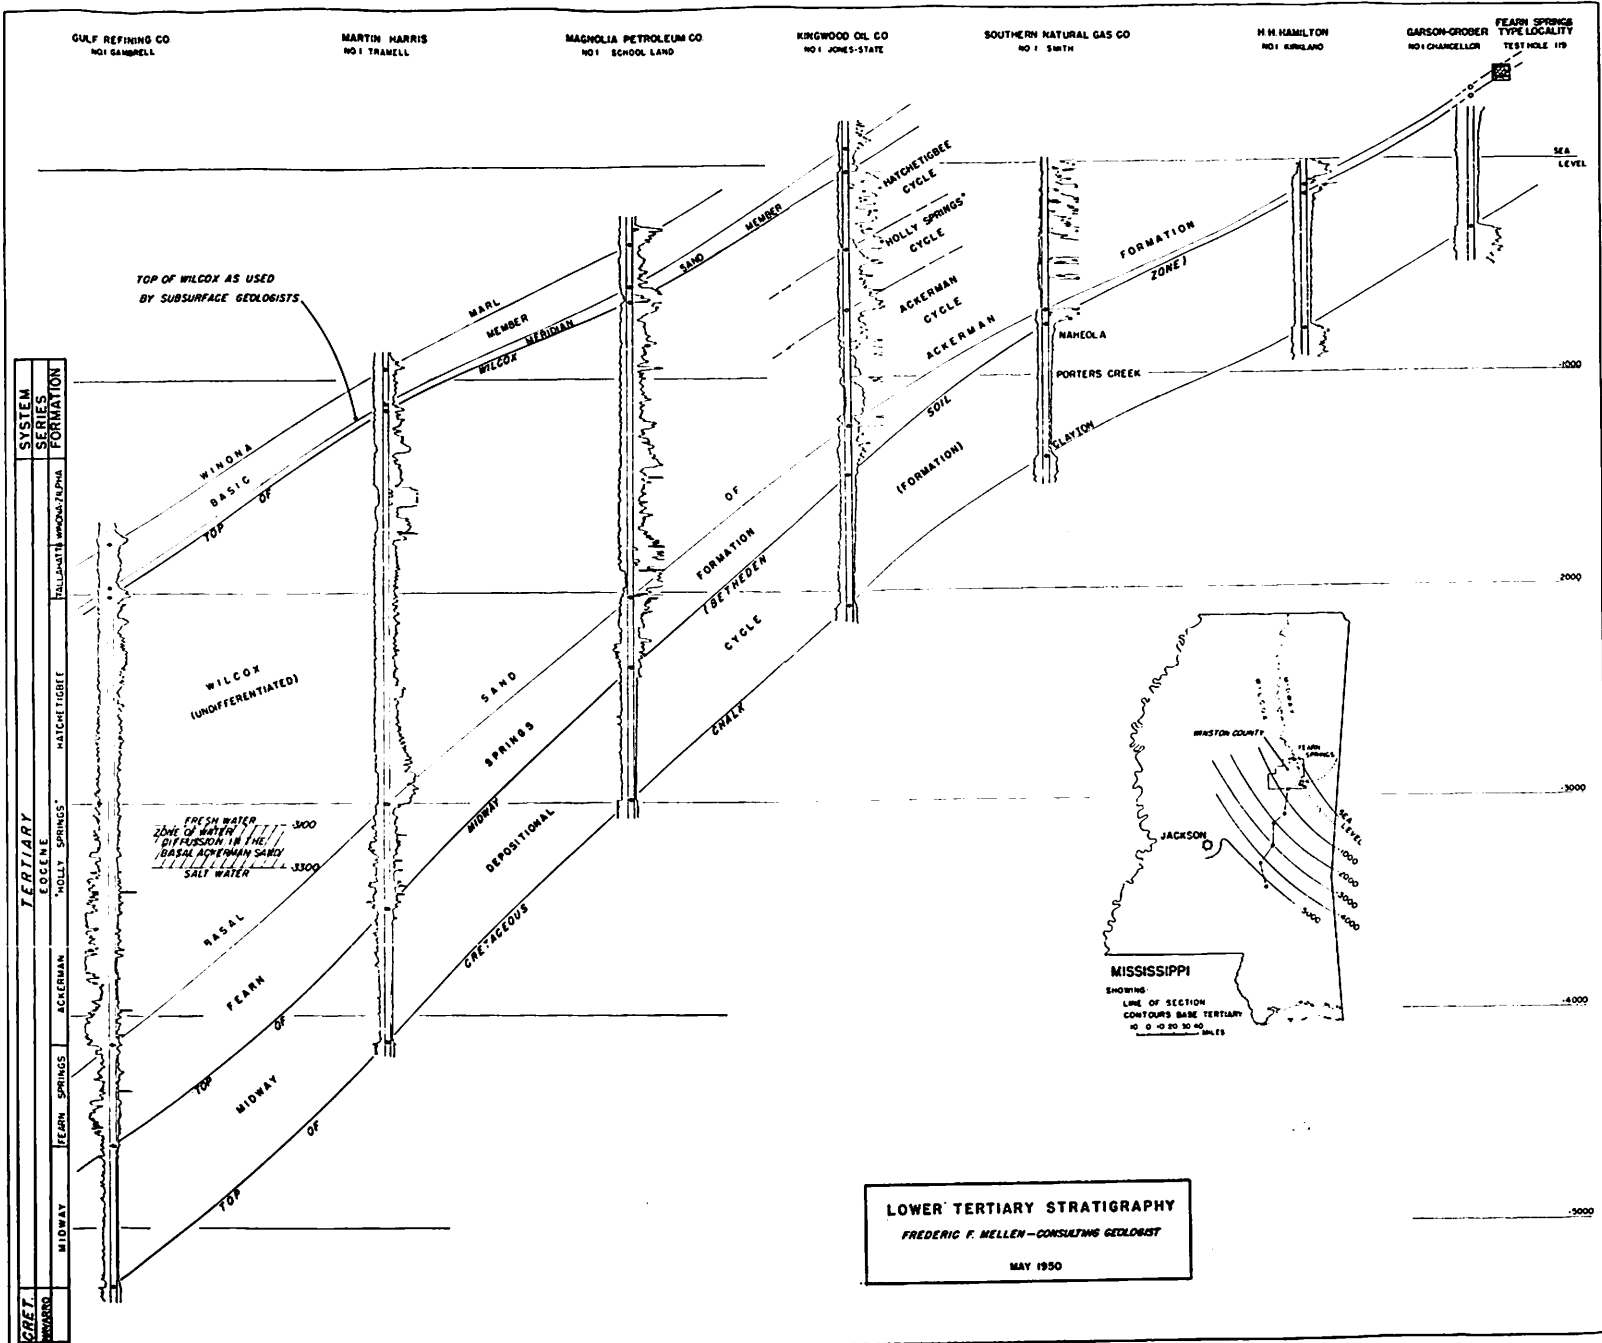 GULF REFINING CO
NO 1 GAMBRELL
MARTIN HARRIS
NO 1 TRAMELL
MAGNOLIA PETROLEUM CO
NO 1 SCHOOL LAND
KINGWOOD OIL CO
NO 1 JONES-STATE
SOUTHERN NATURAL GAS CO
NO 1 SMITH
H. H. HAMILTON
NO 1 KIRKLAND
GARSON-GROBER
NO 1 CHANCELLOR
FEARN SPRINGS
TYPE LOCALITY
TEST HOLE 119
SEA
LEVEL
-1000
-2000
-3000
-4000
-5000
TOP OF WILCOX AS USED
BY SUBSURFACE GEOLOGISTS
WINONA MARL
BASIC MEMBER
TOP OF WILCOX
MERIDIAN SAND MEMBER
HATCHETIGBEE
CYCLE
"HOLLY SPRINGS"
CYCLE
ACKERMAN
CYCLE
WILCOX
(UNDIFFERENTIATED)
FRESH WATER
-3100
ZONE OF WATER
DIFFUSSION IN THE
BASAL ACKERMAN SAND
-3300
SALT WATER
BASAL SAND OF ACKERMAN FORMATION
FEARN SPRINGS FORMATION
TOP OF MIDWAY (BETHEDEN SOIL ZONE)
MIDWAY DEPOSITIONAL CYCLE (FORMATION)
TOP OF CRETACEOUS CHALK
NAHEOLA
PORTERS CREEK
CLAYTON
SYSTEM
SERIES
FORMATION
TERTIARY
EOCENE
TALLAHATTA
WINONA-ZILPHA
HATCHETIGBEE
"HOLLY SPRINGS"
ACKERMAN
FEARN SPRINGS
MIDWAY
CRET.
NAVARRO
WILCOX
MIDWAY
WINSTON COUNTY
FEARN
SPRINGS
JACKSON
SEA
LEVEL
-1000
-2000
-3000
-4000
-5000
MISSISSIPPI
SHOWING
LINE OF SECTION
CONTOURS BASE TERTIARY
10 0 10 20 30 40
MILES
LOWER TERTIARY STRATIGRAPHY
FREDERIC F. MELLEN—CONSULTING GEOLOGIST
MAY 1950